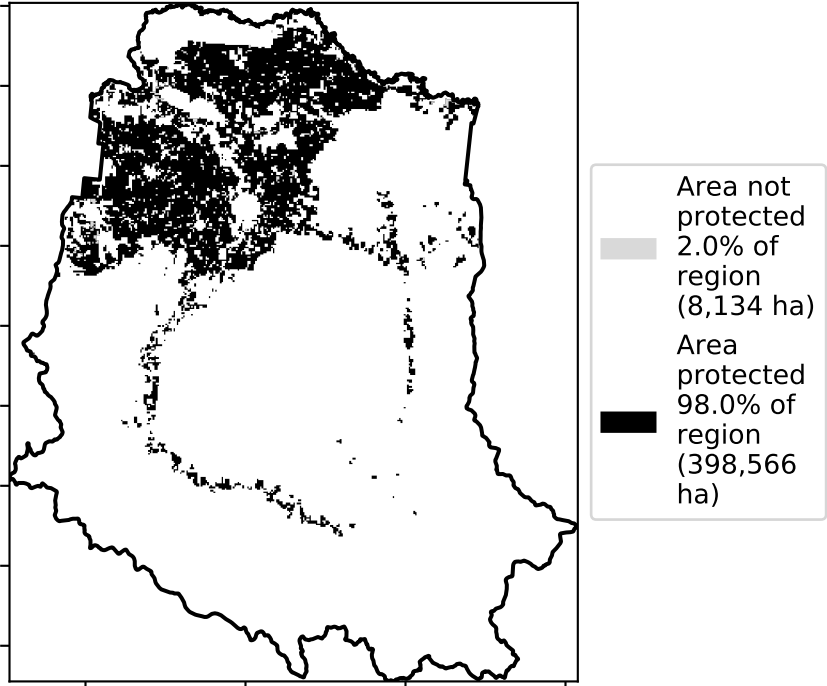 Area not
protected
2.0% of
region
(8,134 ha)
Area
protected
98.0% of
region
(398,566
ha)